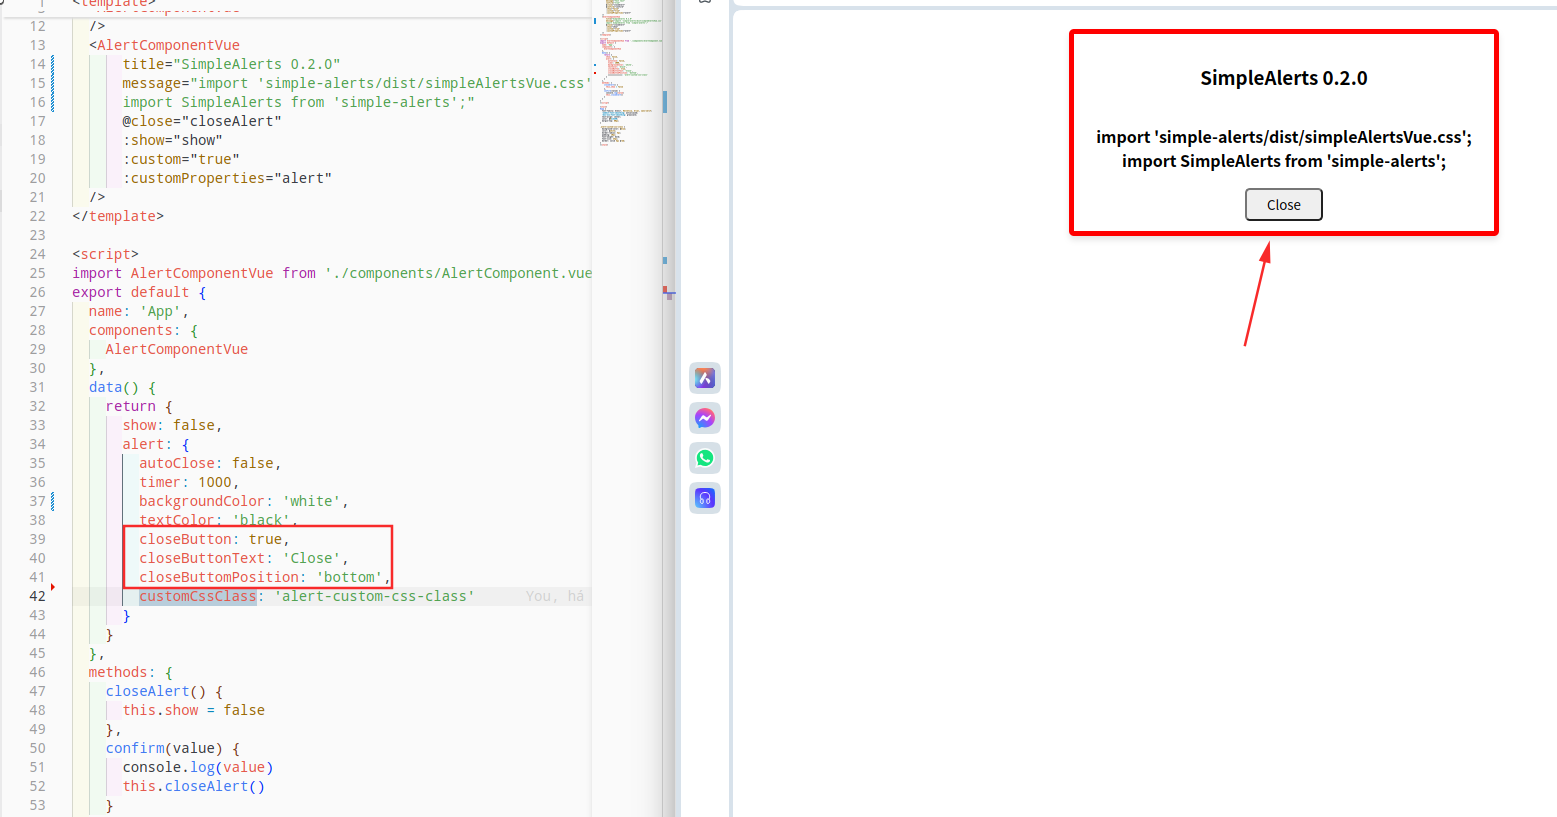 1 <template>
12 />
13 <AlertComponentVue
14 title="SimpleAlerts 0.2.0"
15 message="import 'simple-alerts/dist/simpleAlertsVue.css'
16 import SimpleAlerts from 'simple-alerts';"
17 @close="closeAlert"
18 :show="show"
19 :custom="true"
20 :customProperties="alert"
21 />
22 </template>
23
24 <script>
25 import AlertComponentVue from './components/AlertComponent.vue
26 export default {
27 name: 'App',
28 components: {
29 AlertComponentVue
30 },
31 data() {
32 return {
33 show: false,
34 alert: {
35 autoClose: false,
36 timer: 1000,
37 backgroundColor: 'white',
38 textColor: 'black',
39 closeButton: true,
40 closeButtonText: 'Close',
41 closeButtomPosition: 'bottom',
42 customCssClass: 'alert-custom-css-class' You, há
43 }
44 }
45 },
46 methods: {
47 closeAlert() {
48 this.show = false
49 },
50 confirm(value) {
51 console.log(value)
52 this.closeAlert()
53 }
SimpleAlerts 0.2.0
import 'simple-alerts/dist/simpleAlertsVue.css';
import SimpleAlerts from 'simple-alerts';
Close